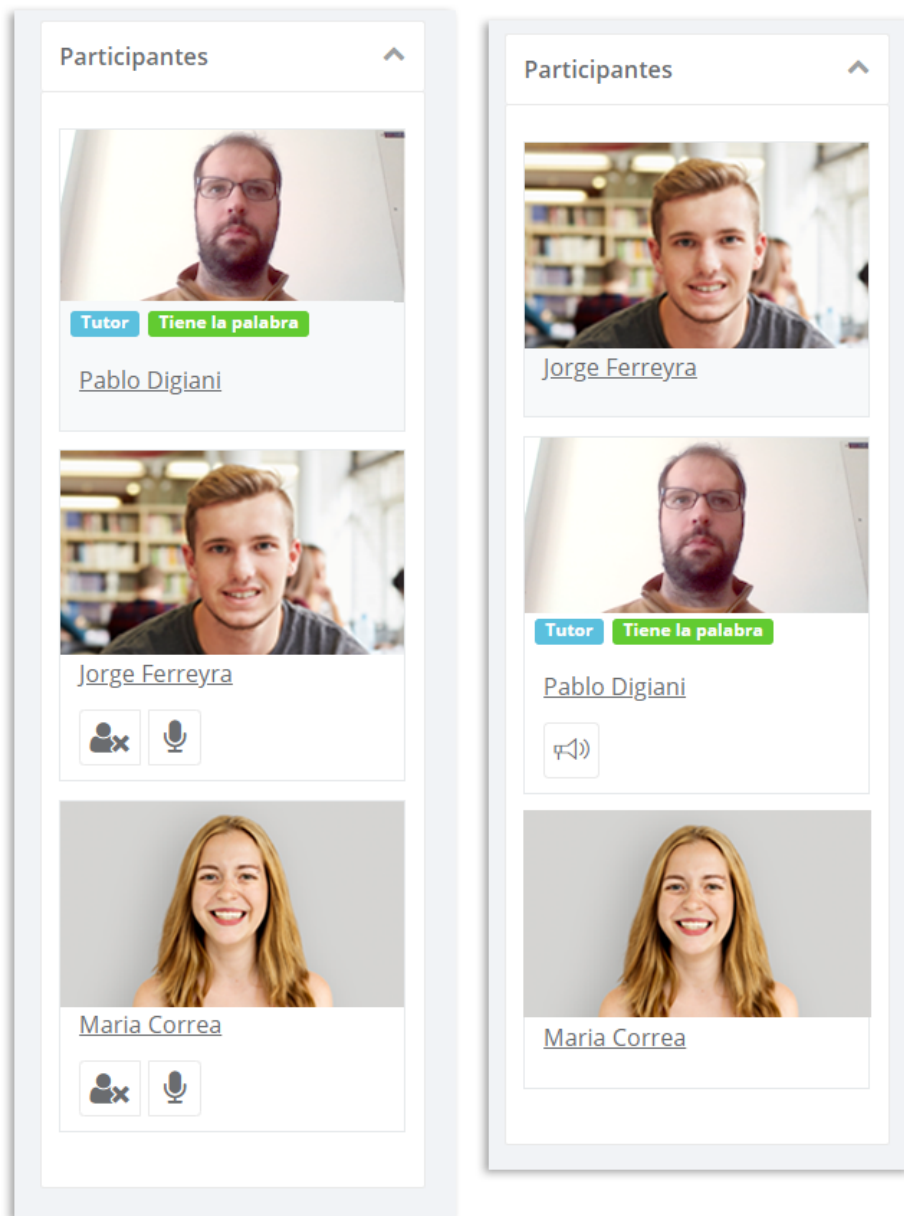 Participantes
Tutor Tiene la palabra
Pablo Digiani
Jorge Ferreyra
Maria Correa
Participantes
Jorge Ferreyra
Tutor Tiene la palabra
Pablo Digiani
Maria Correa